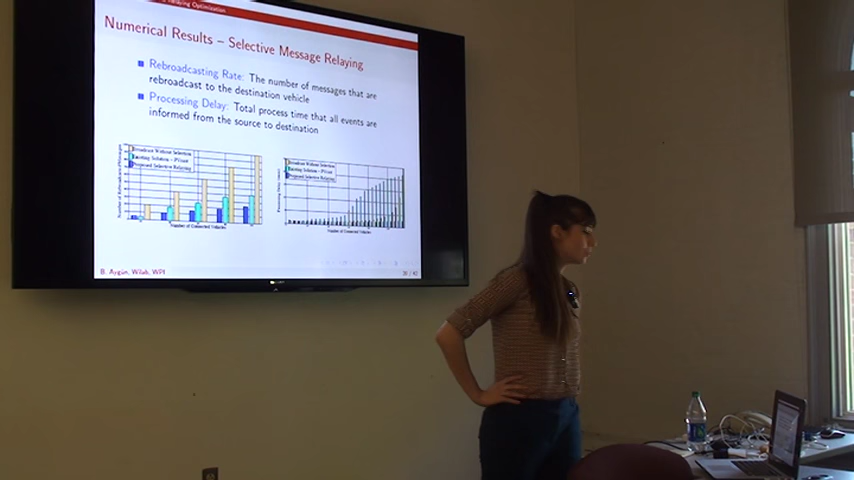 Relaying Optimization
Numerical Results – Selective Message Relaying
Rebroadcasting Rate: The number of messages that are
rebroadcast to the destination vehicle
Processing Delay: Total process time that all events are
informed from the source to destination
Broadcast Without Selection
Existing Solution –
Proposed Selective Relaying
Number of Connected Vehicles
Broadcast Without Selection
Existing Solution –
Proposed Selective Relaying
Number of Connected Vehicles
B. Aygün, Wilab, WPI